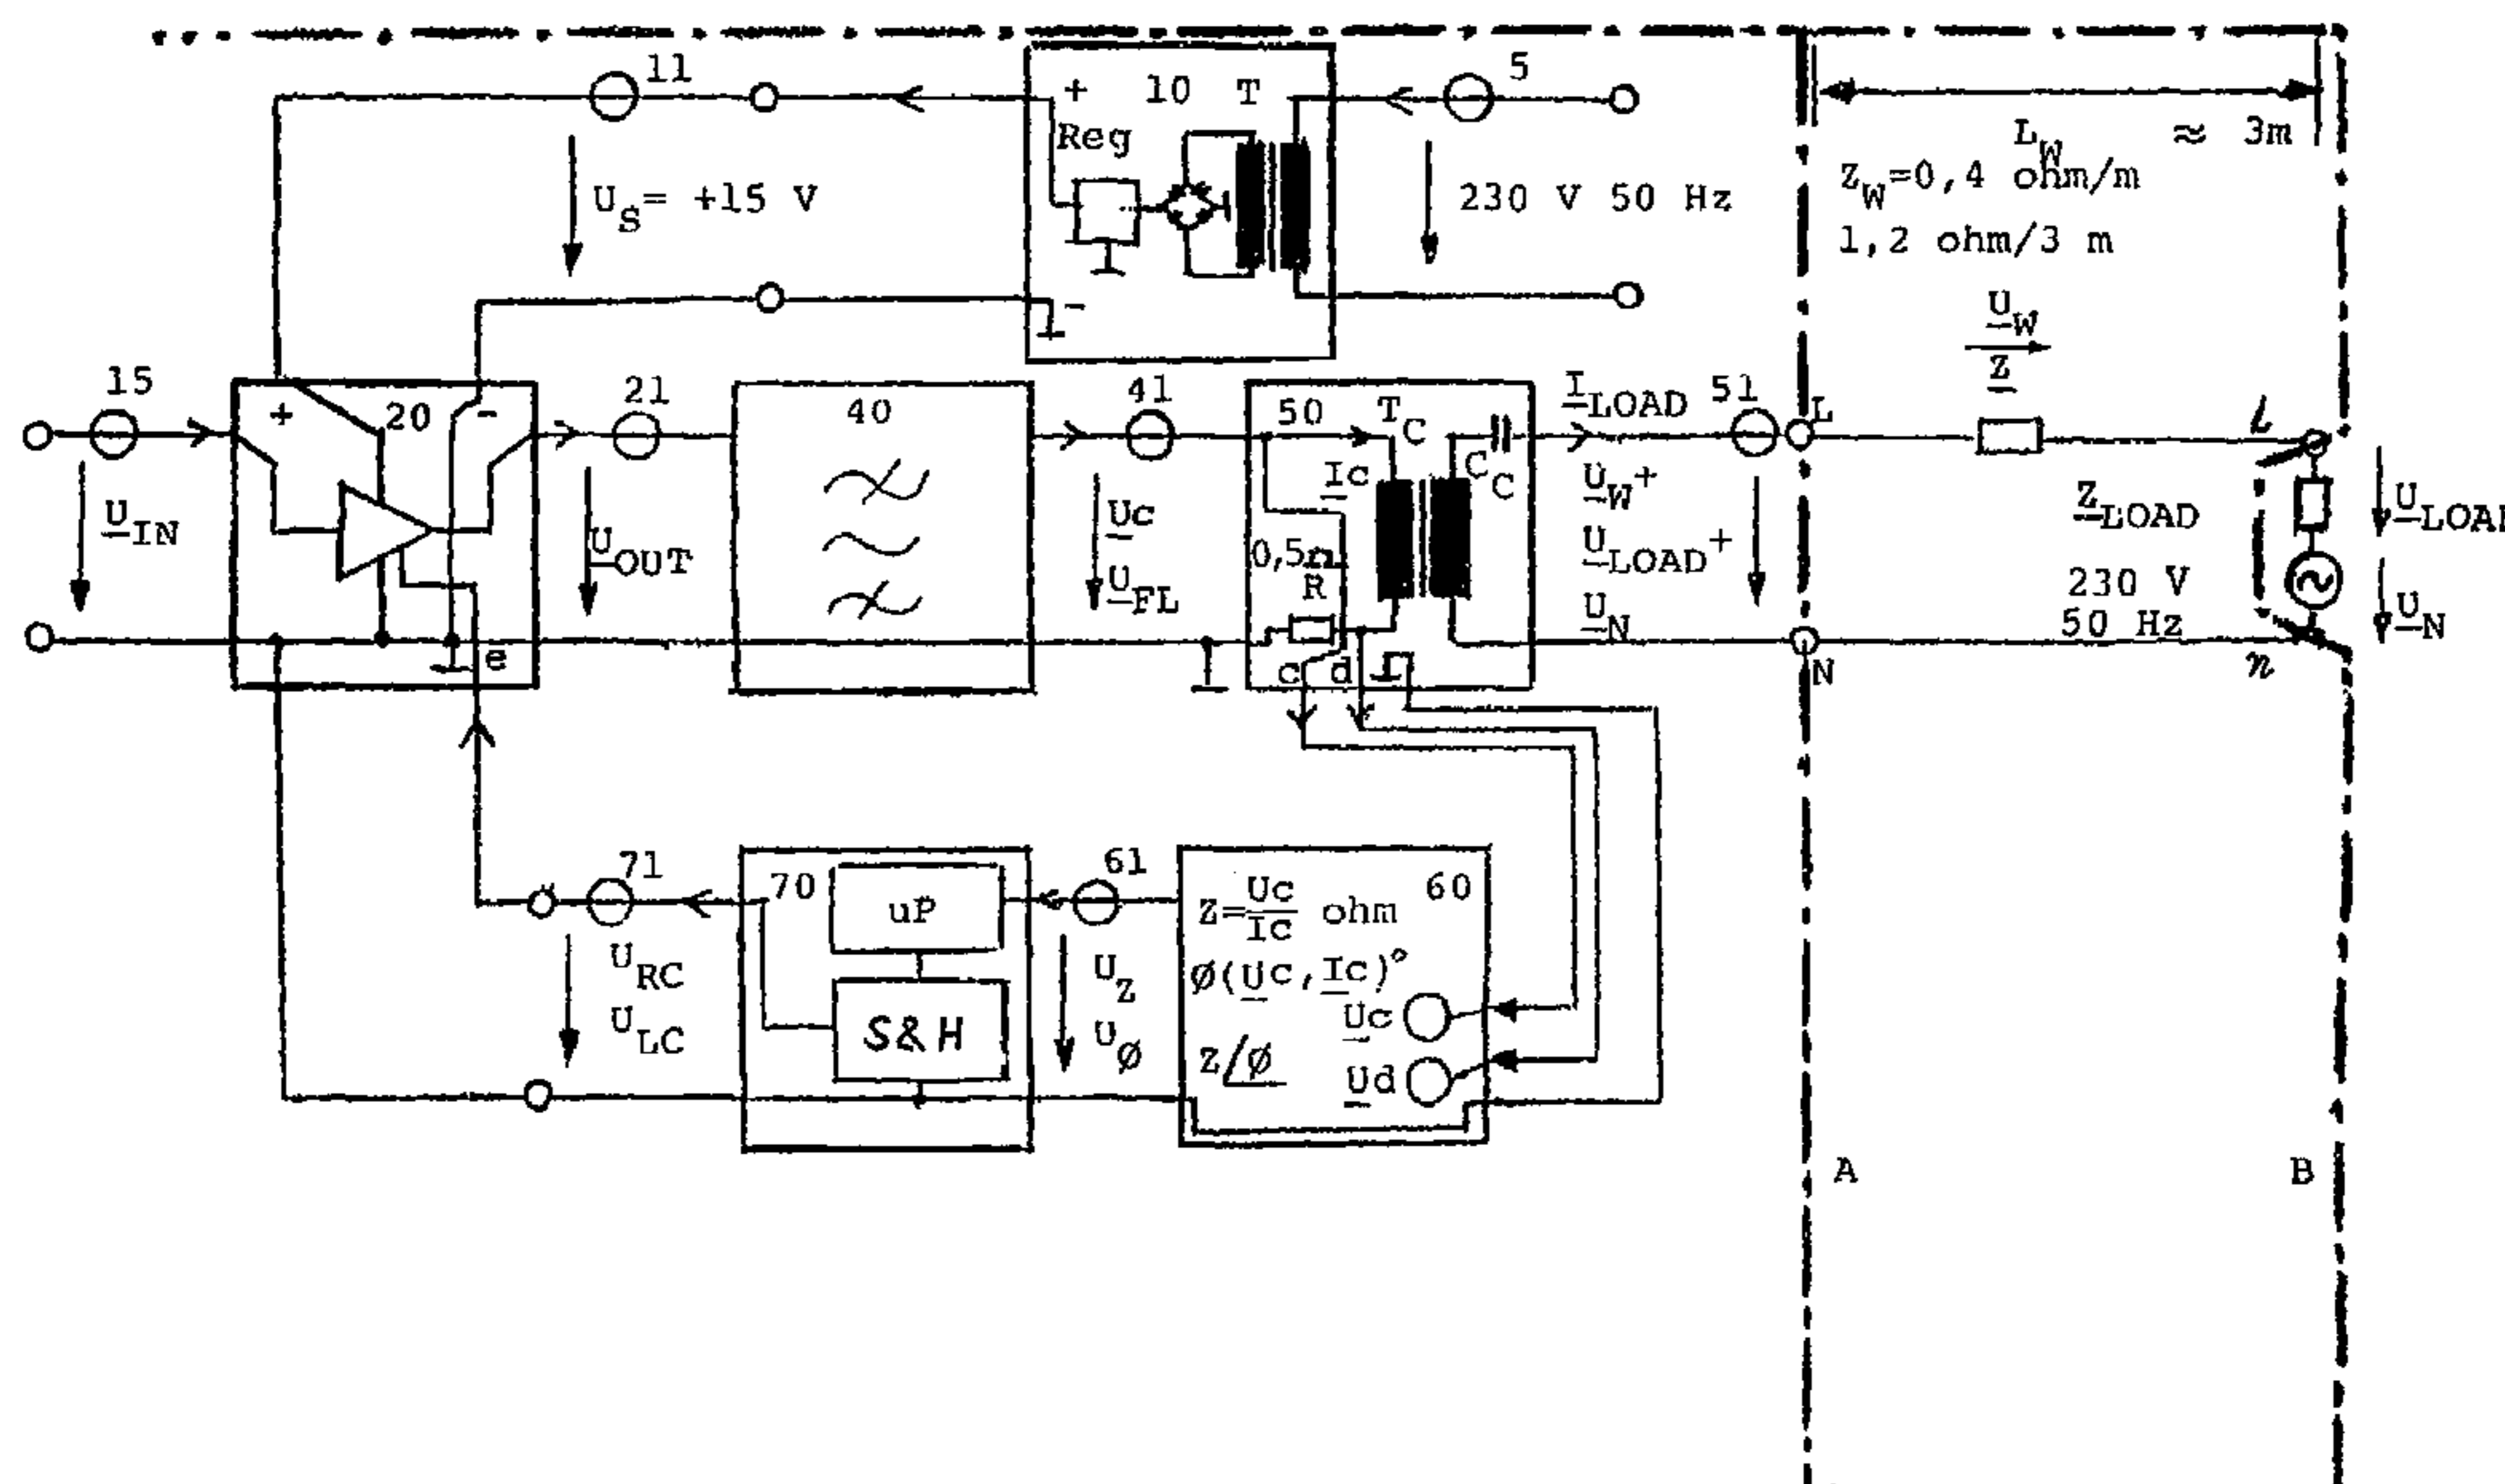 11
5
+ 10 T
Reg
L_W ≈ 3m
Z_W=0,4 ohm/m
1,2 ohm/3 m
U_S= +15 V
230 V 50 Hz
-
U_W
Z
15
+ 20 -
21
40
41
50 T_C
I_LOAD 51 L
l
U_IN
U_OUT
Uc
U_FL
Ic
C_C
0,5Ω
R
U_W+
U_LOAD+
U_N
Z_LOAD
U_LOAD
230 V
50 Hz
U_N
e
c d
N
n
71
70
uP
61
Z=Uc/Ic ohm 60
Ø(Uc,Ic)°
U_RC
U_LC
S&H
U_Z
U_Ø
Uc
Z/Ø
Ud
A
B